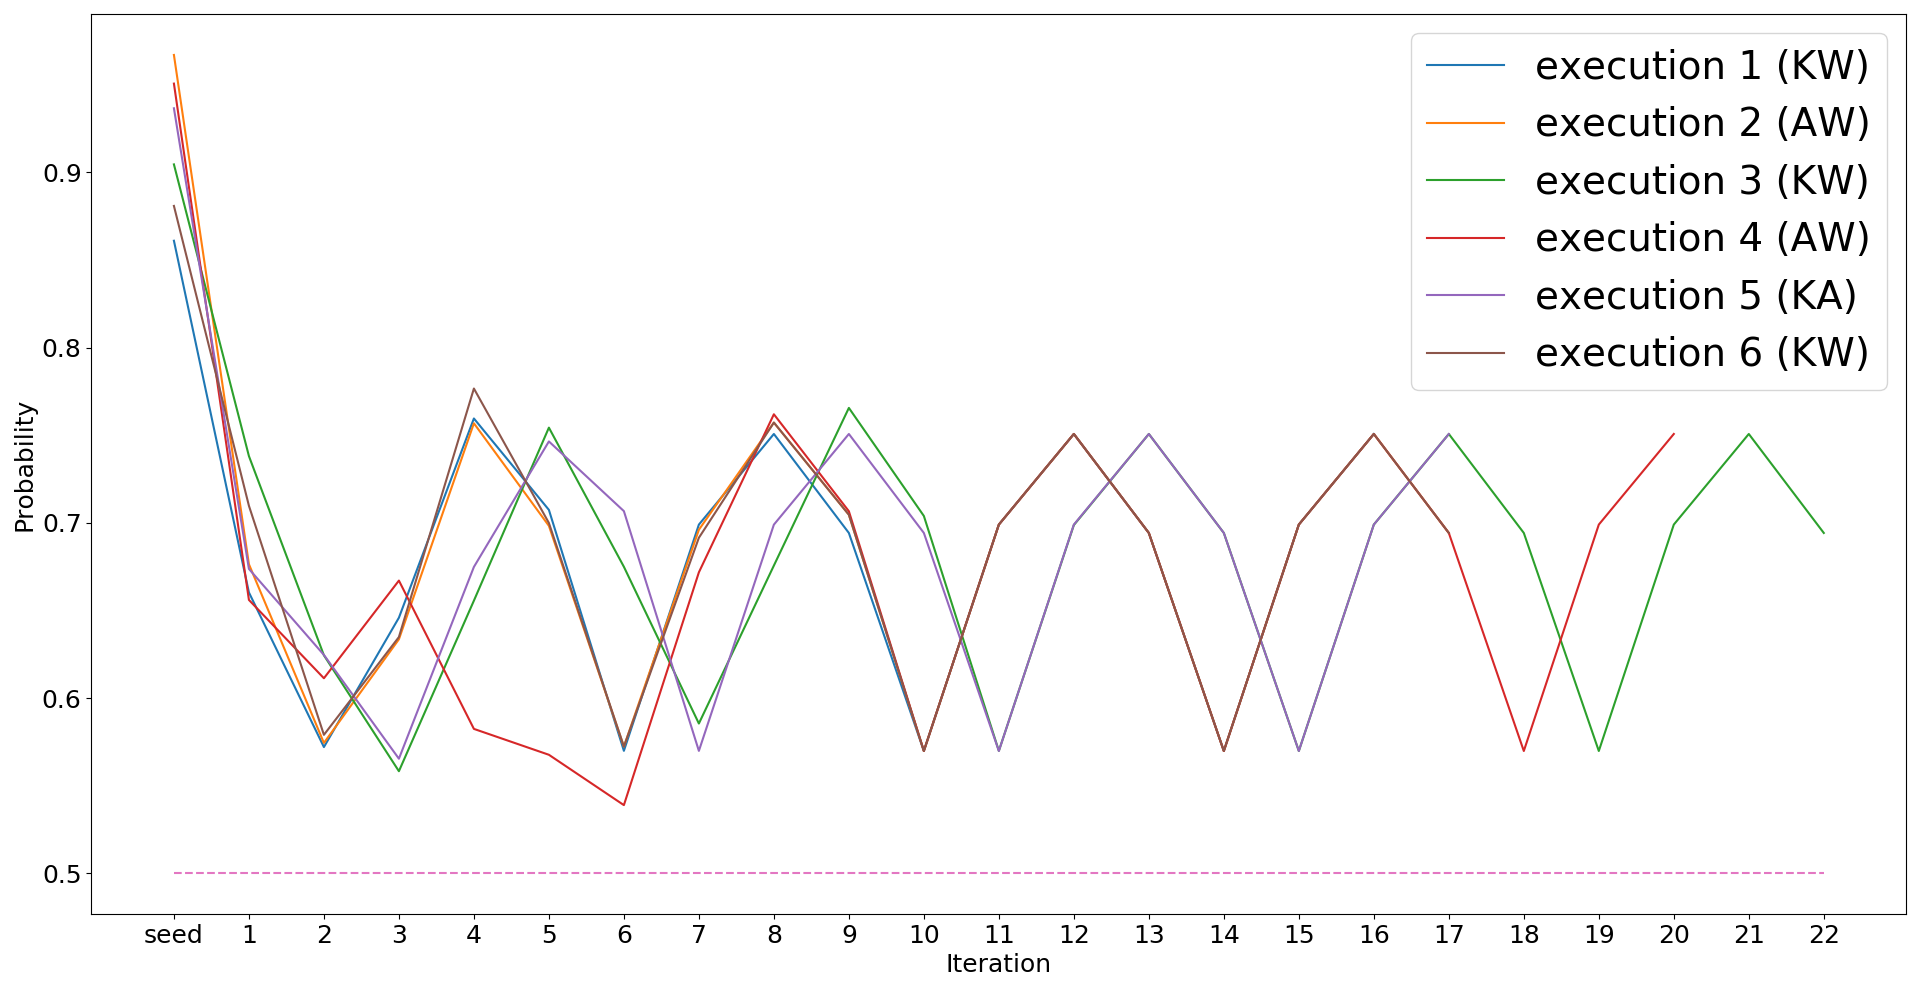 execution 1 (KW)
execution 2 (AW)
execution 3 (KW)
execution 4 (AW)
execution 5 (KA)
execution 6 (KW)
Probability
0.9
0.8
0.7
0.6
0.5
seed 1 2 3 4 5 6 7 8 9 10 11 12 13 14 15 16 17 18 19 20 21 22
Iteration